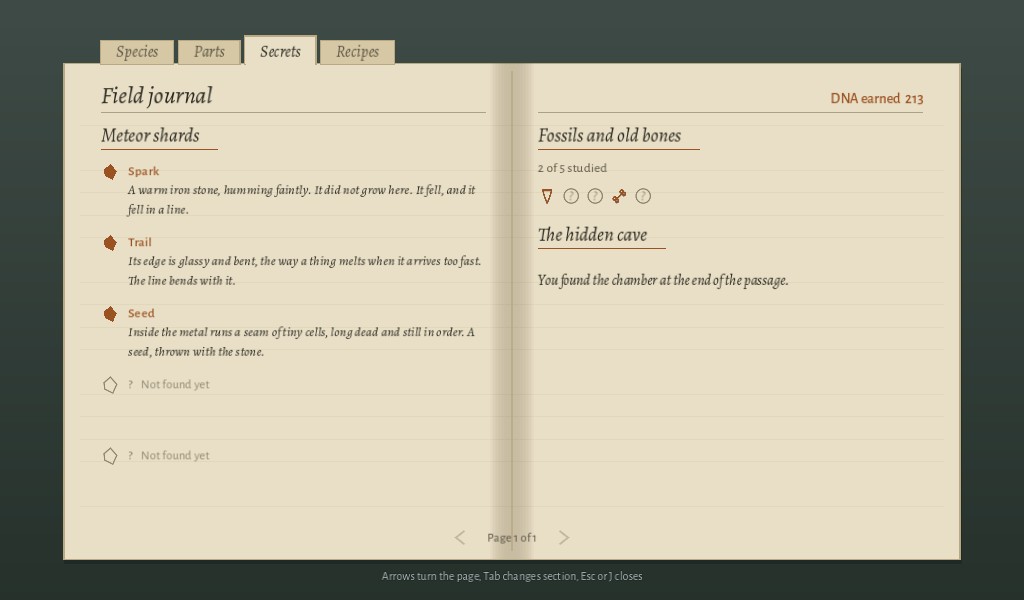 Species
Parts
Secrets
Recipes
Field journal
DNA earned 213
Meteor shards
Spark
A warm iron stone, humming faintly. It did not grow here. It fell, and it
fell in a line.
Trail
Its edge is glassy and bent, the way a thing melts when it arrives too fast.
The line bends with it.
Seed
Inside the metal runs a seam of tiny cells, long dead and still in order. A
seed, thrown with the stone.
? Not found yet
? Not found yet
Fossils and old bones
2 of 5 studied
? ? ?
The hidden cave
You found the chamber at the end of the passage.
Page 1 of 1
Arrows turn the page, Tab changes section, Esc or J closes